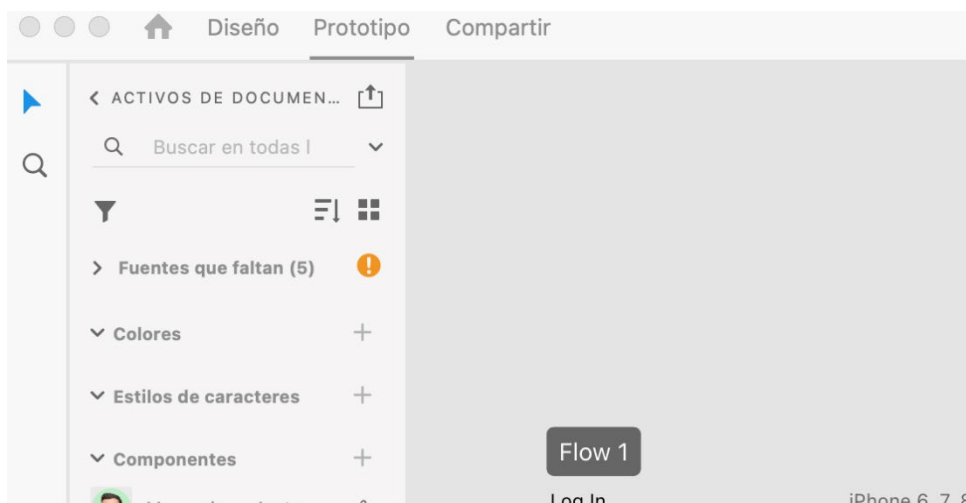 Diseño Prototipo Compartir
ACTIVOS DE DOCUMEN...
Buscar en todas l
Fuentes que faltan (5)
Colores
Estilos de caracteres
Componentes
Flow 1
Log In
iPhone 6, 7, 8